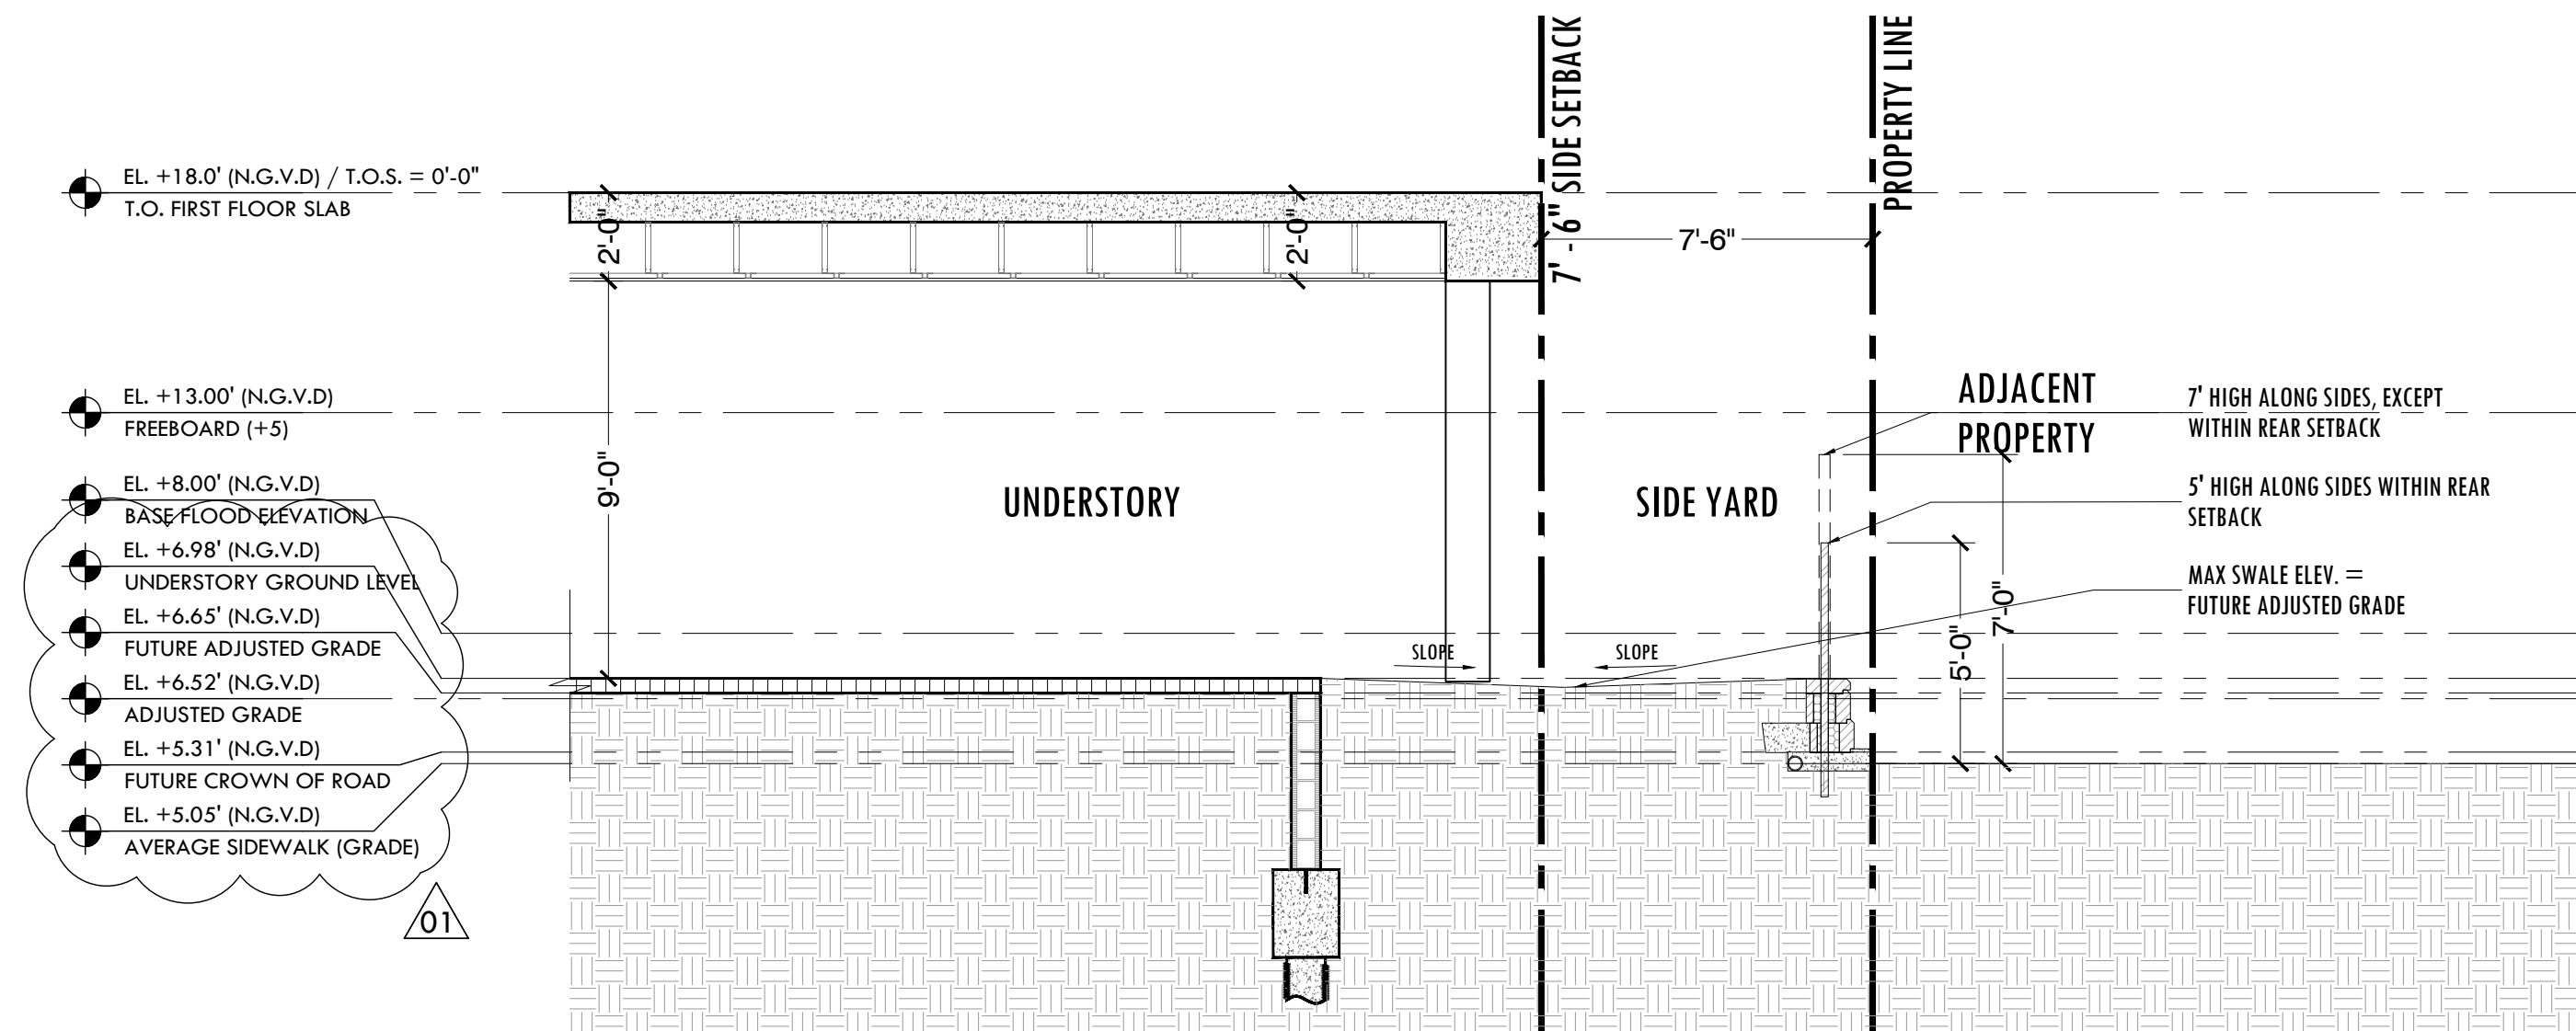 EL. +18.0' (N.G.V.D) / T.O.S. = 0'-0"
T.O. FIRST FLOOR SLAB
EL. +13.00' (N.G.V.D)
FREEBOARD (+5)
EL. +8.00' (N.G.V.D)
BASE FLOOD ELEVATION
EL. +6.98' (N.G.V.D)
UNDERSTORY GROUND LEVEL
EL. +6.65' (N.G.V.D)
FUTURE ADJUSTED GRADE
EL. +6.52' (N.G.V.D)
ADJUSTED GRADE
EL. +5.31' (N.G.V.D)
FUTURE CROWN OF ROAD
EL. +5.05' (N.G.V.D)
AVERAGE SIDEWALK (GRADE)
01
2'-0"
9'-0"
2'-0"
UNDERSTORY
SLOPE
7'-6" SIDE SETBACK
7'-6"
SIDE YARD
SLOPE
PROPERTY LINE
ADJACENT
PROPERTY
5'-0"
7'-0"
7' HIGH ALONG SIDES, EXCEPT
WITHIN REAR SETBACK
5' HIGH ALONG SIDES WITHIN REAR
SETBACK
MAX SWALE ELEV. =
FUTURE ADJUSTED GRADE